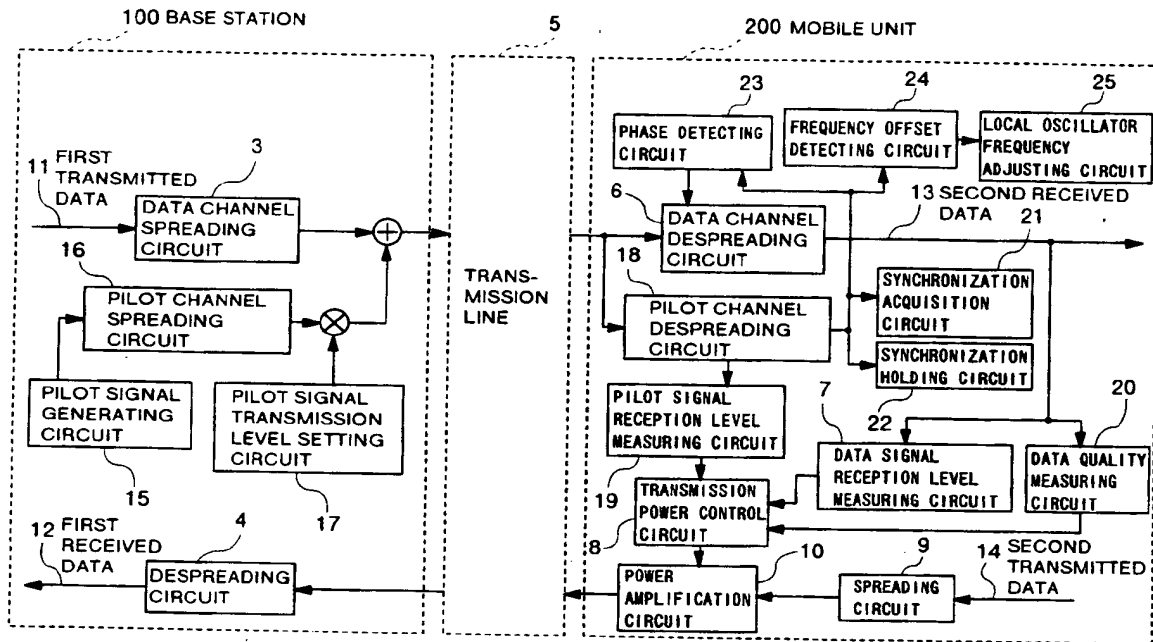 100 BASE STATION
5
200 MOBILE UNIT
23
24
25
PHASE DETECTING
CIRCUIT
FREQUENCY OFFSET
DETECTING CIRCUIT
LOCAL OSCILLATOR
FREQUENCY
ADJUSTING CIRCUIT
11
FIRST
TRANSMITTED
DATA
3
DATA CHANNEL
SPREADING
CIRCUIT
6
DATA CHANNEL
DESPREADING
CIRCUIT
13 SECOND RECEIVED
DATA
21
16
PILOT CHANNEL
SPREADING
CIRCUIT
TRANS-
MISSION
LINE
18
PILOT CHANNEL
DESPREADING
CIRCUIT
SYNCHRONIZATION
ACQUISITION
CIRCUIT
SYNCHRONIZATION
HOLDING CIRCUIT
22
PILOT SIGNAL
GENERATING
CIRCUIT
15
PILOT SIGNAL
TRANSMISSION
LEVEL SETTING
CIRCUIT
17
PILOT SIGNAL
RECEPTION LEVEL
MEASURING CIRCUIT
19
7
DATA SIGNAL
RECEPTION LEVEL
MEASURING CIRCUIT
20
DATA QUALITY
MEASURING
CIRCUIT
TRANSMISSION
POWER CONTROL
CIRCUIT
8
12
FIRST
RECEIVED
DATA
4
DESPREADING
CIRCUIT
POWER
AMPLIFICATION
CIRCUIT
10
9
SPREADING
CIRCUIT
14
SECOND
TRANSMITTED
DATA